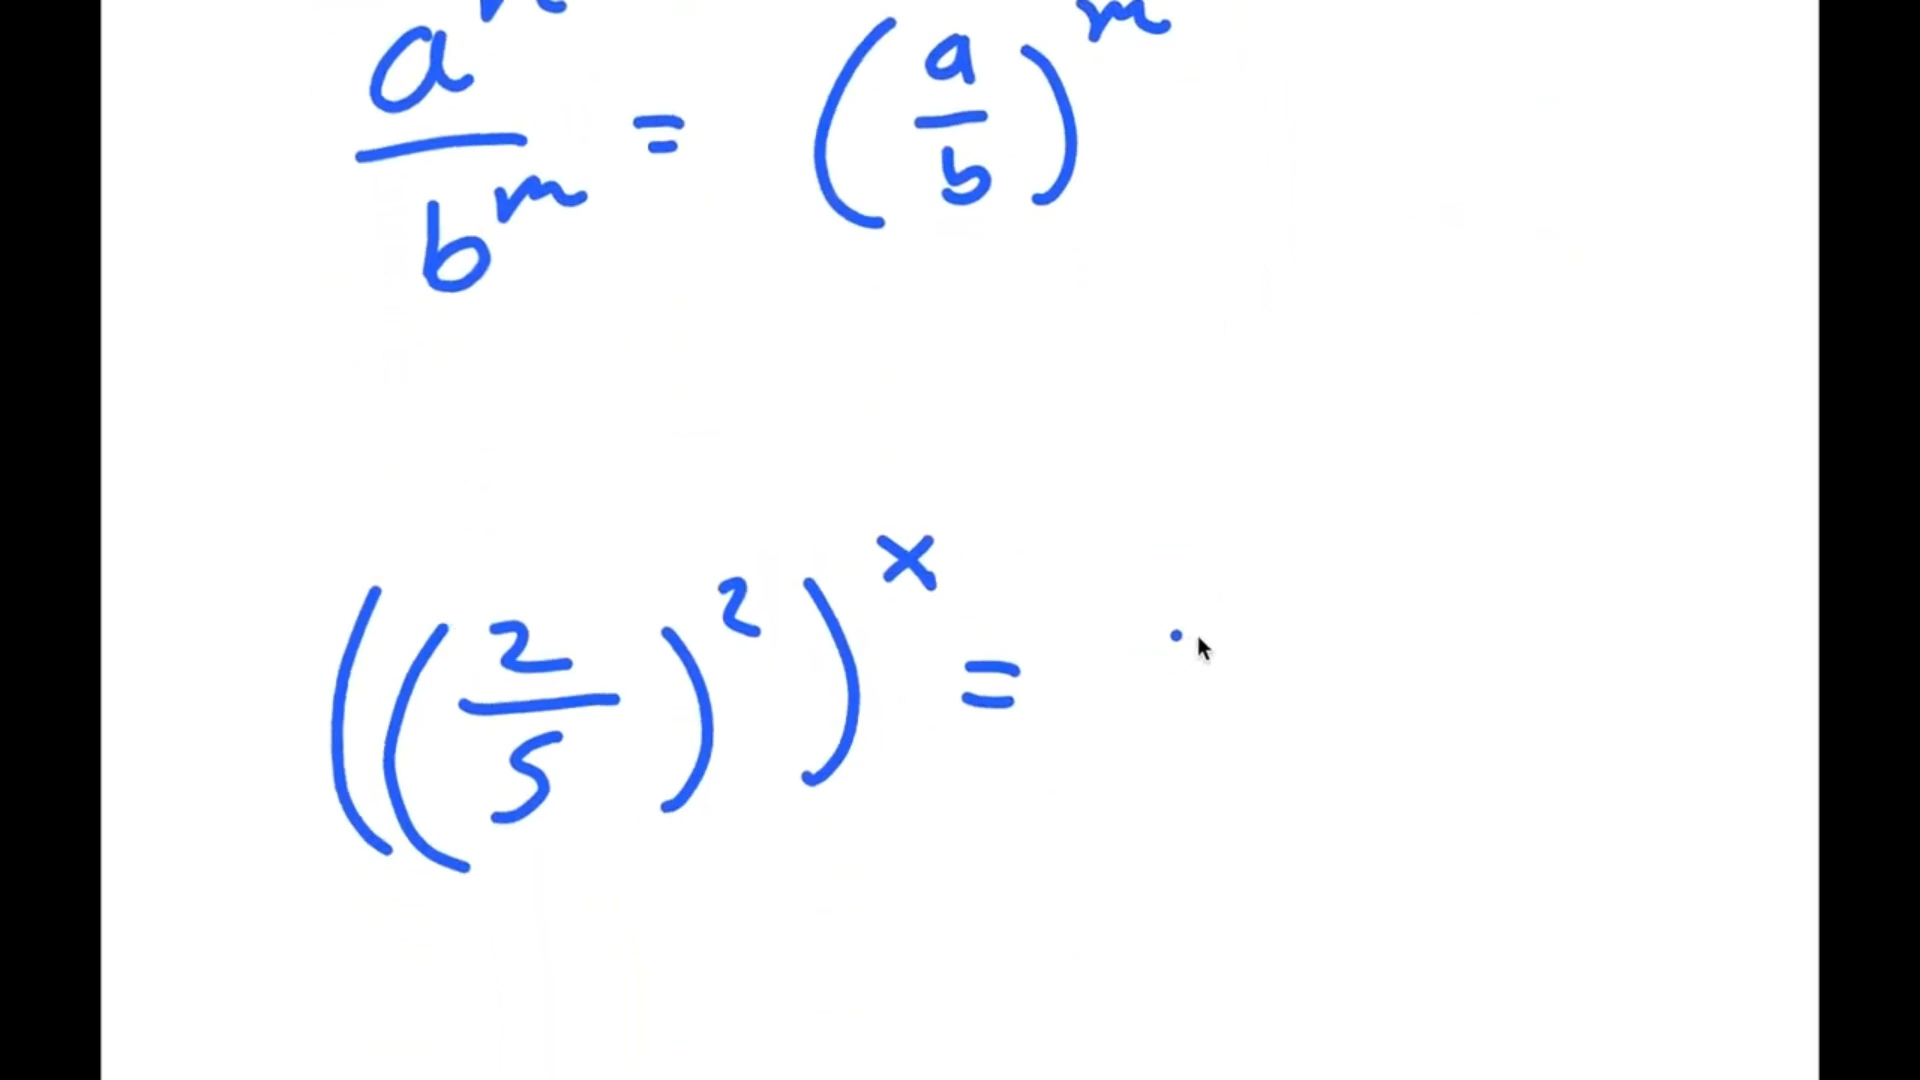 a^m / b^m = (a/b)^m
((2/5)^2)^x =